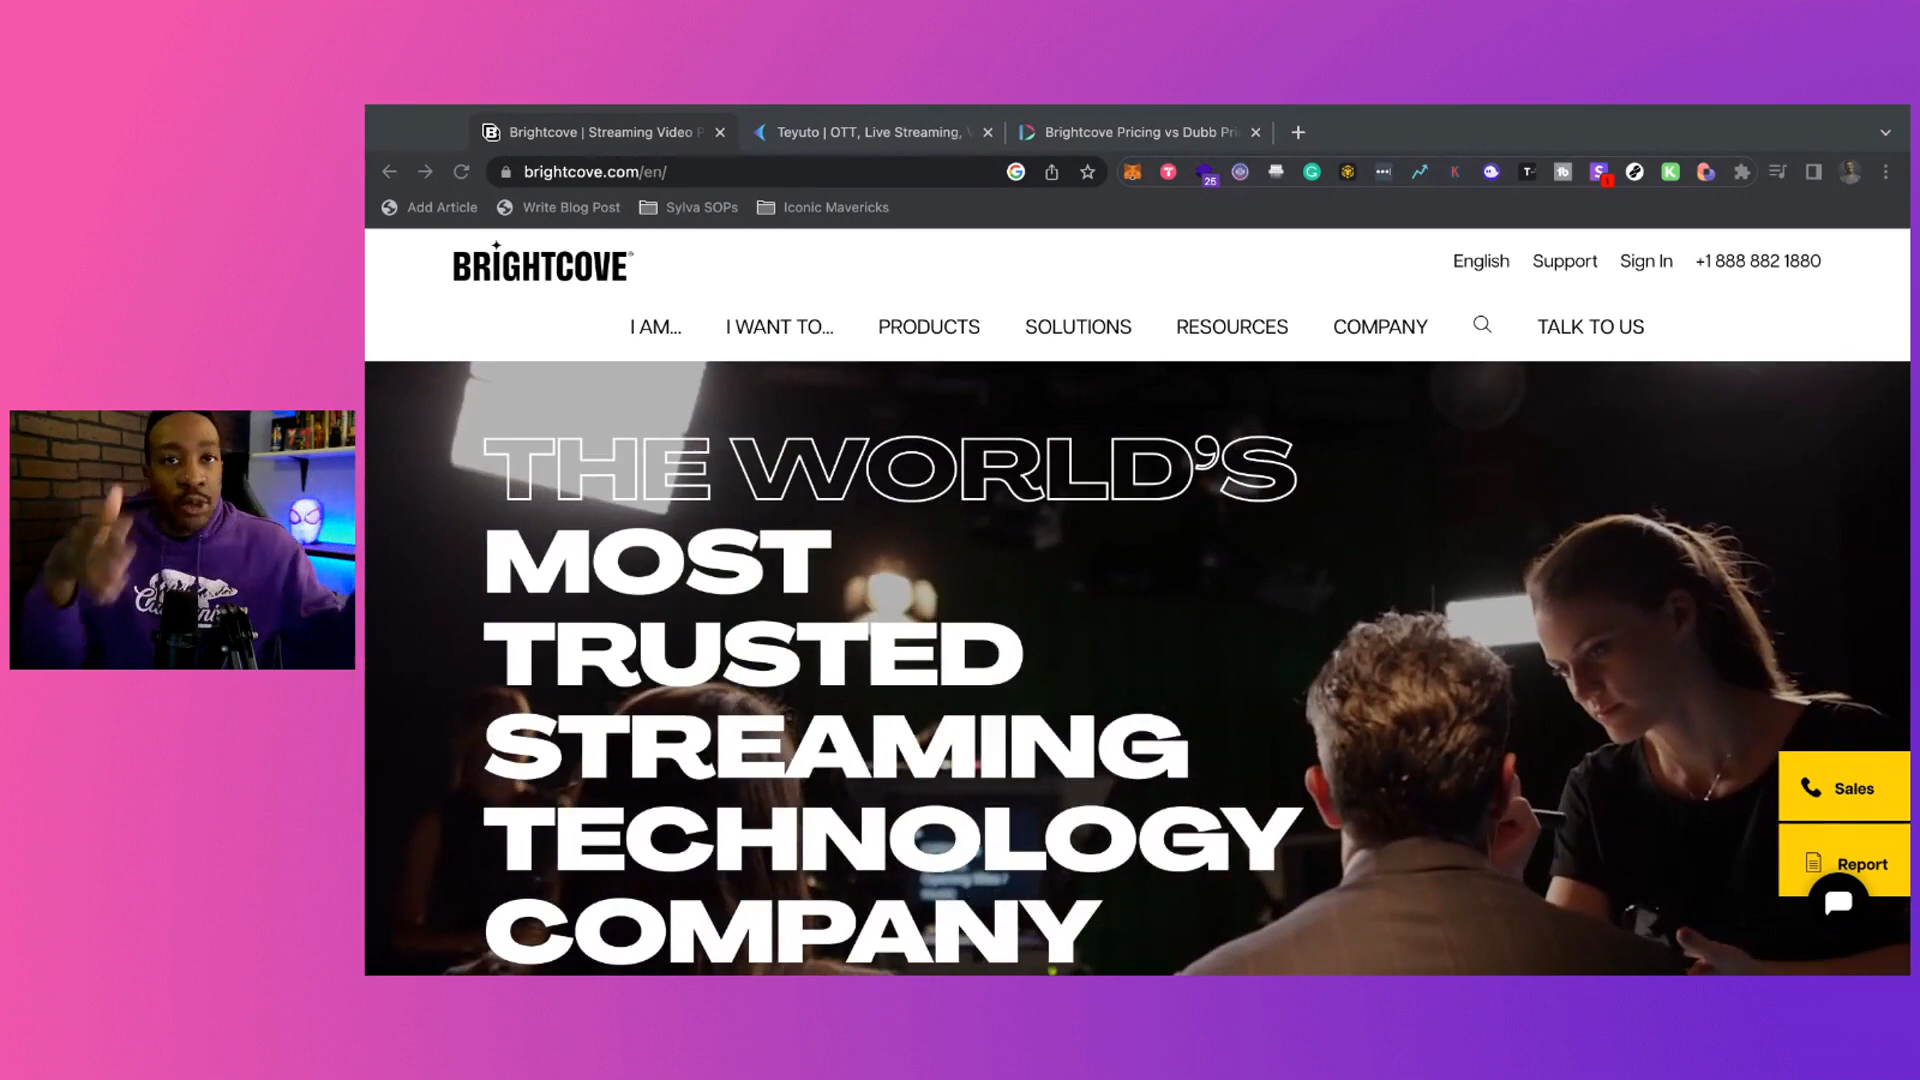 Brightcove | Streaming Video P
Teyuto | OTT, Live Streaming, V
Brightcove Pricing vs Dubb Pri
brightcove.com/en/
25
1
Add Article
Write Blog Post
Sylva SOPs
Iconic Mavericks
BRIGHTCOVE
English
Support
Sign In
+1 888 882 1880
I AM...
I WANT TO...
PRODUCTS
SOLUTIONS
RESOURCES
COMPANY
TALK TO US
THE WORLD'S
MOST
TRUSTED
STREAMING
TECHNOLOGY
COMPANY
Sales
Report